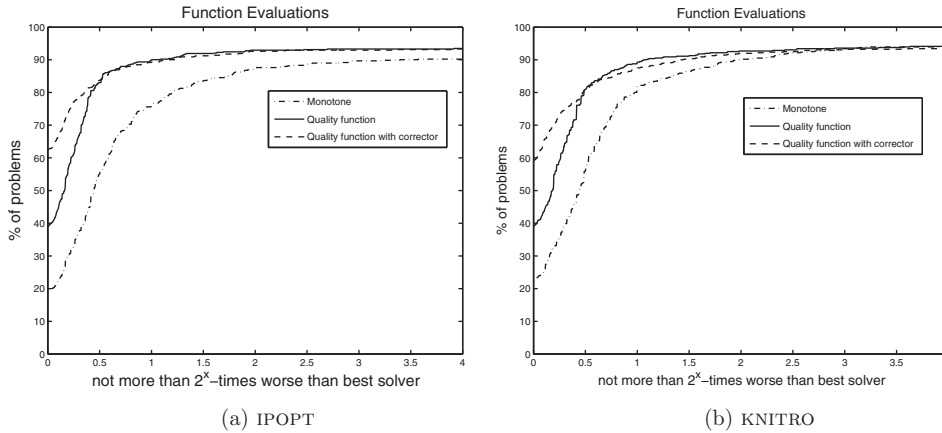 Function Evaluations
100
90
80
70
60
50
40
30
20
10
0
% of problems
Monotone
Quality function
Quality function with corrector
0 0.5 1 1.5 2 2.5 3 3.5 4
not more than 2^x−times worse than best solver
(a) IPOPT
Function Evaluations
100
90
80
70
60
50
40
30
20
10
0
% of problems
Monotone
Quality function
Quality function with corrector
0 0.5 1 1.5 2 2.5 3 3.5
not more than 2^x−times worse than best solver
(b) KNITRO